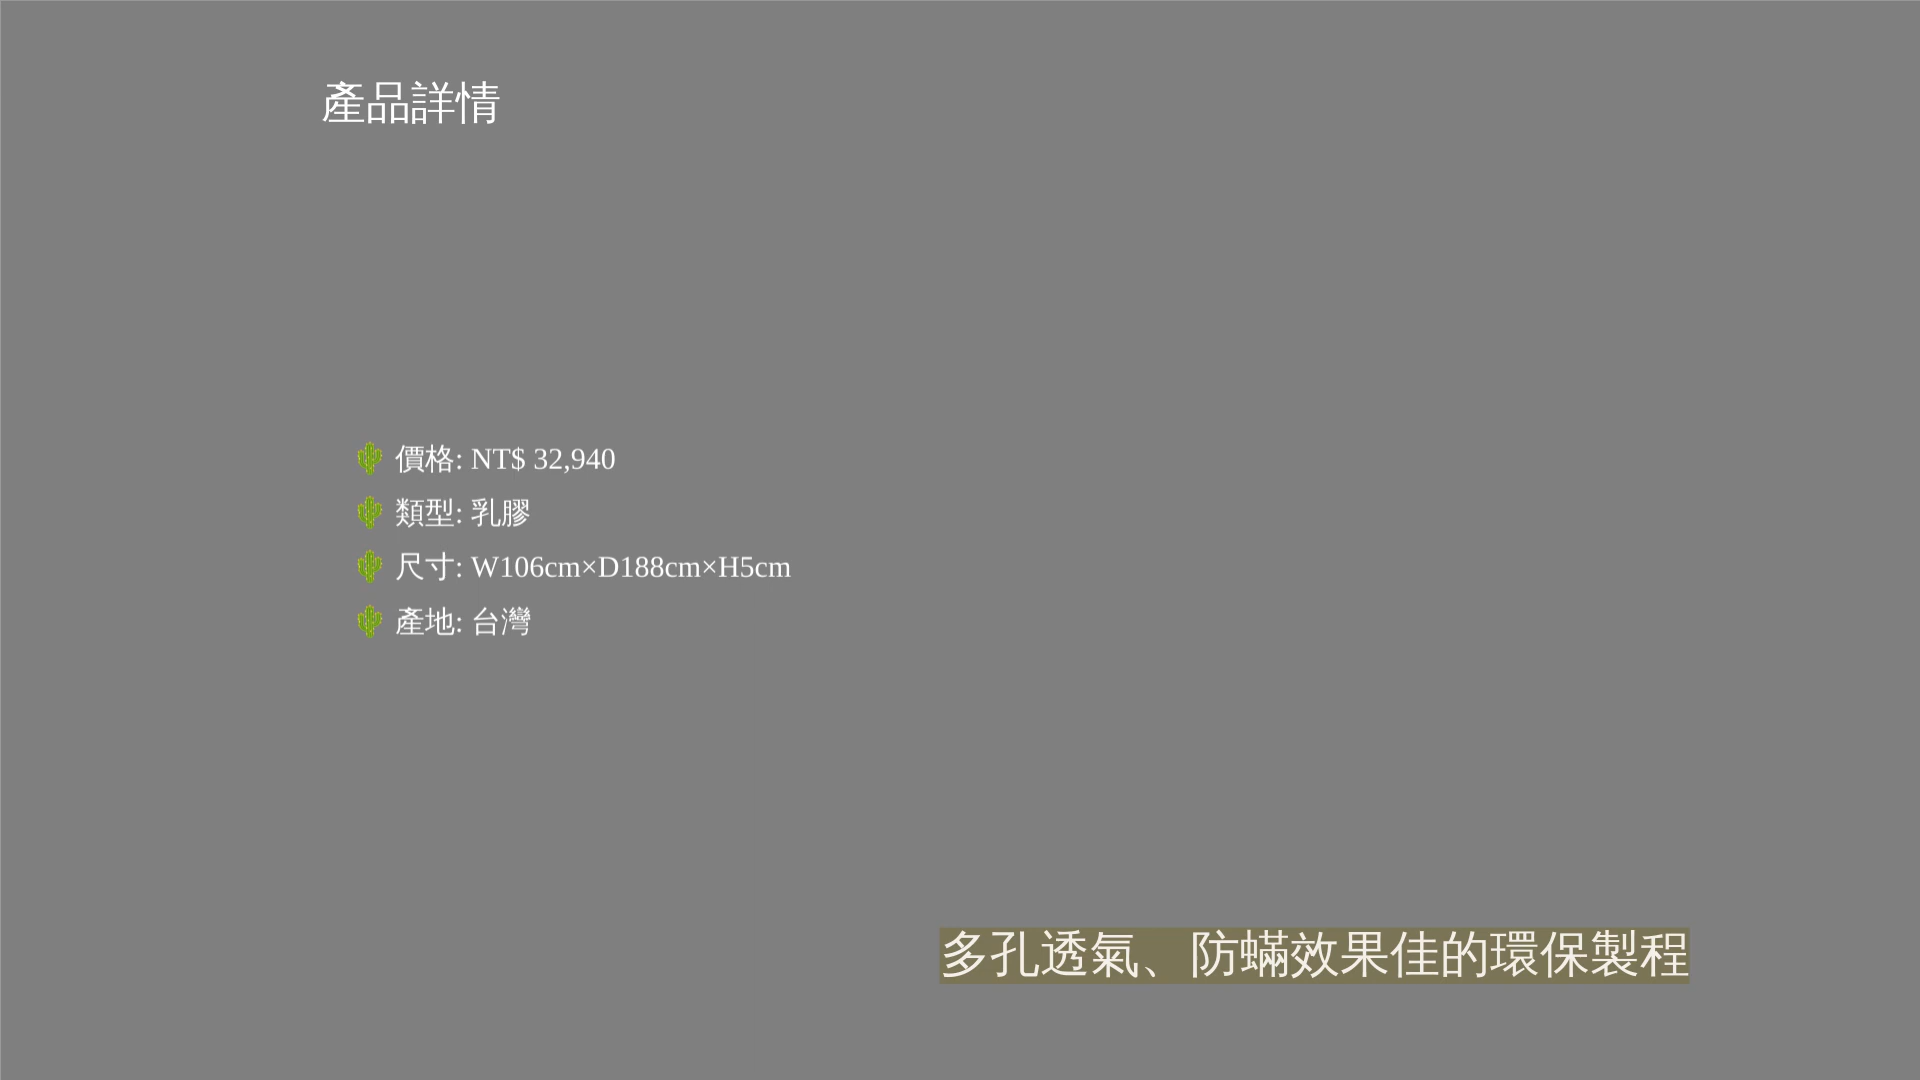 產品詳情
價格: NT$ 32,940
類型: 乳膠
尺寸: W106cm×D188cm×H5cm
產地: 台灣
多孔透氣、防蟎效果佳的環保製程